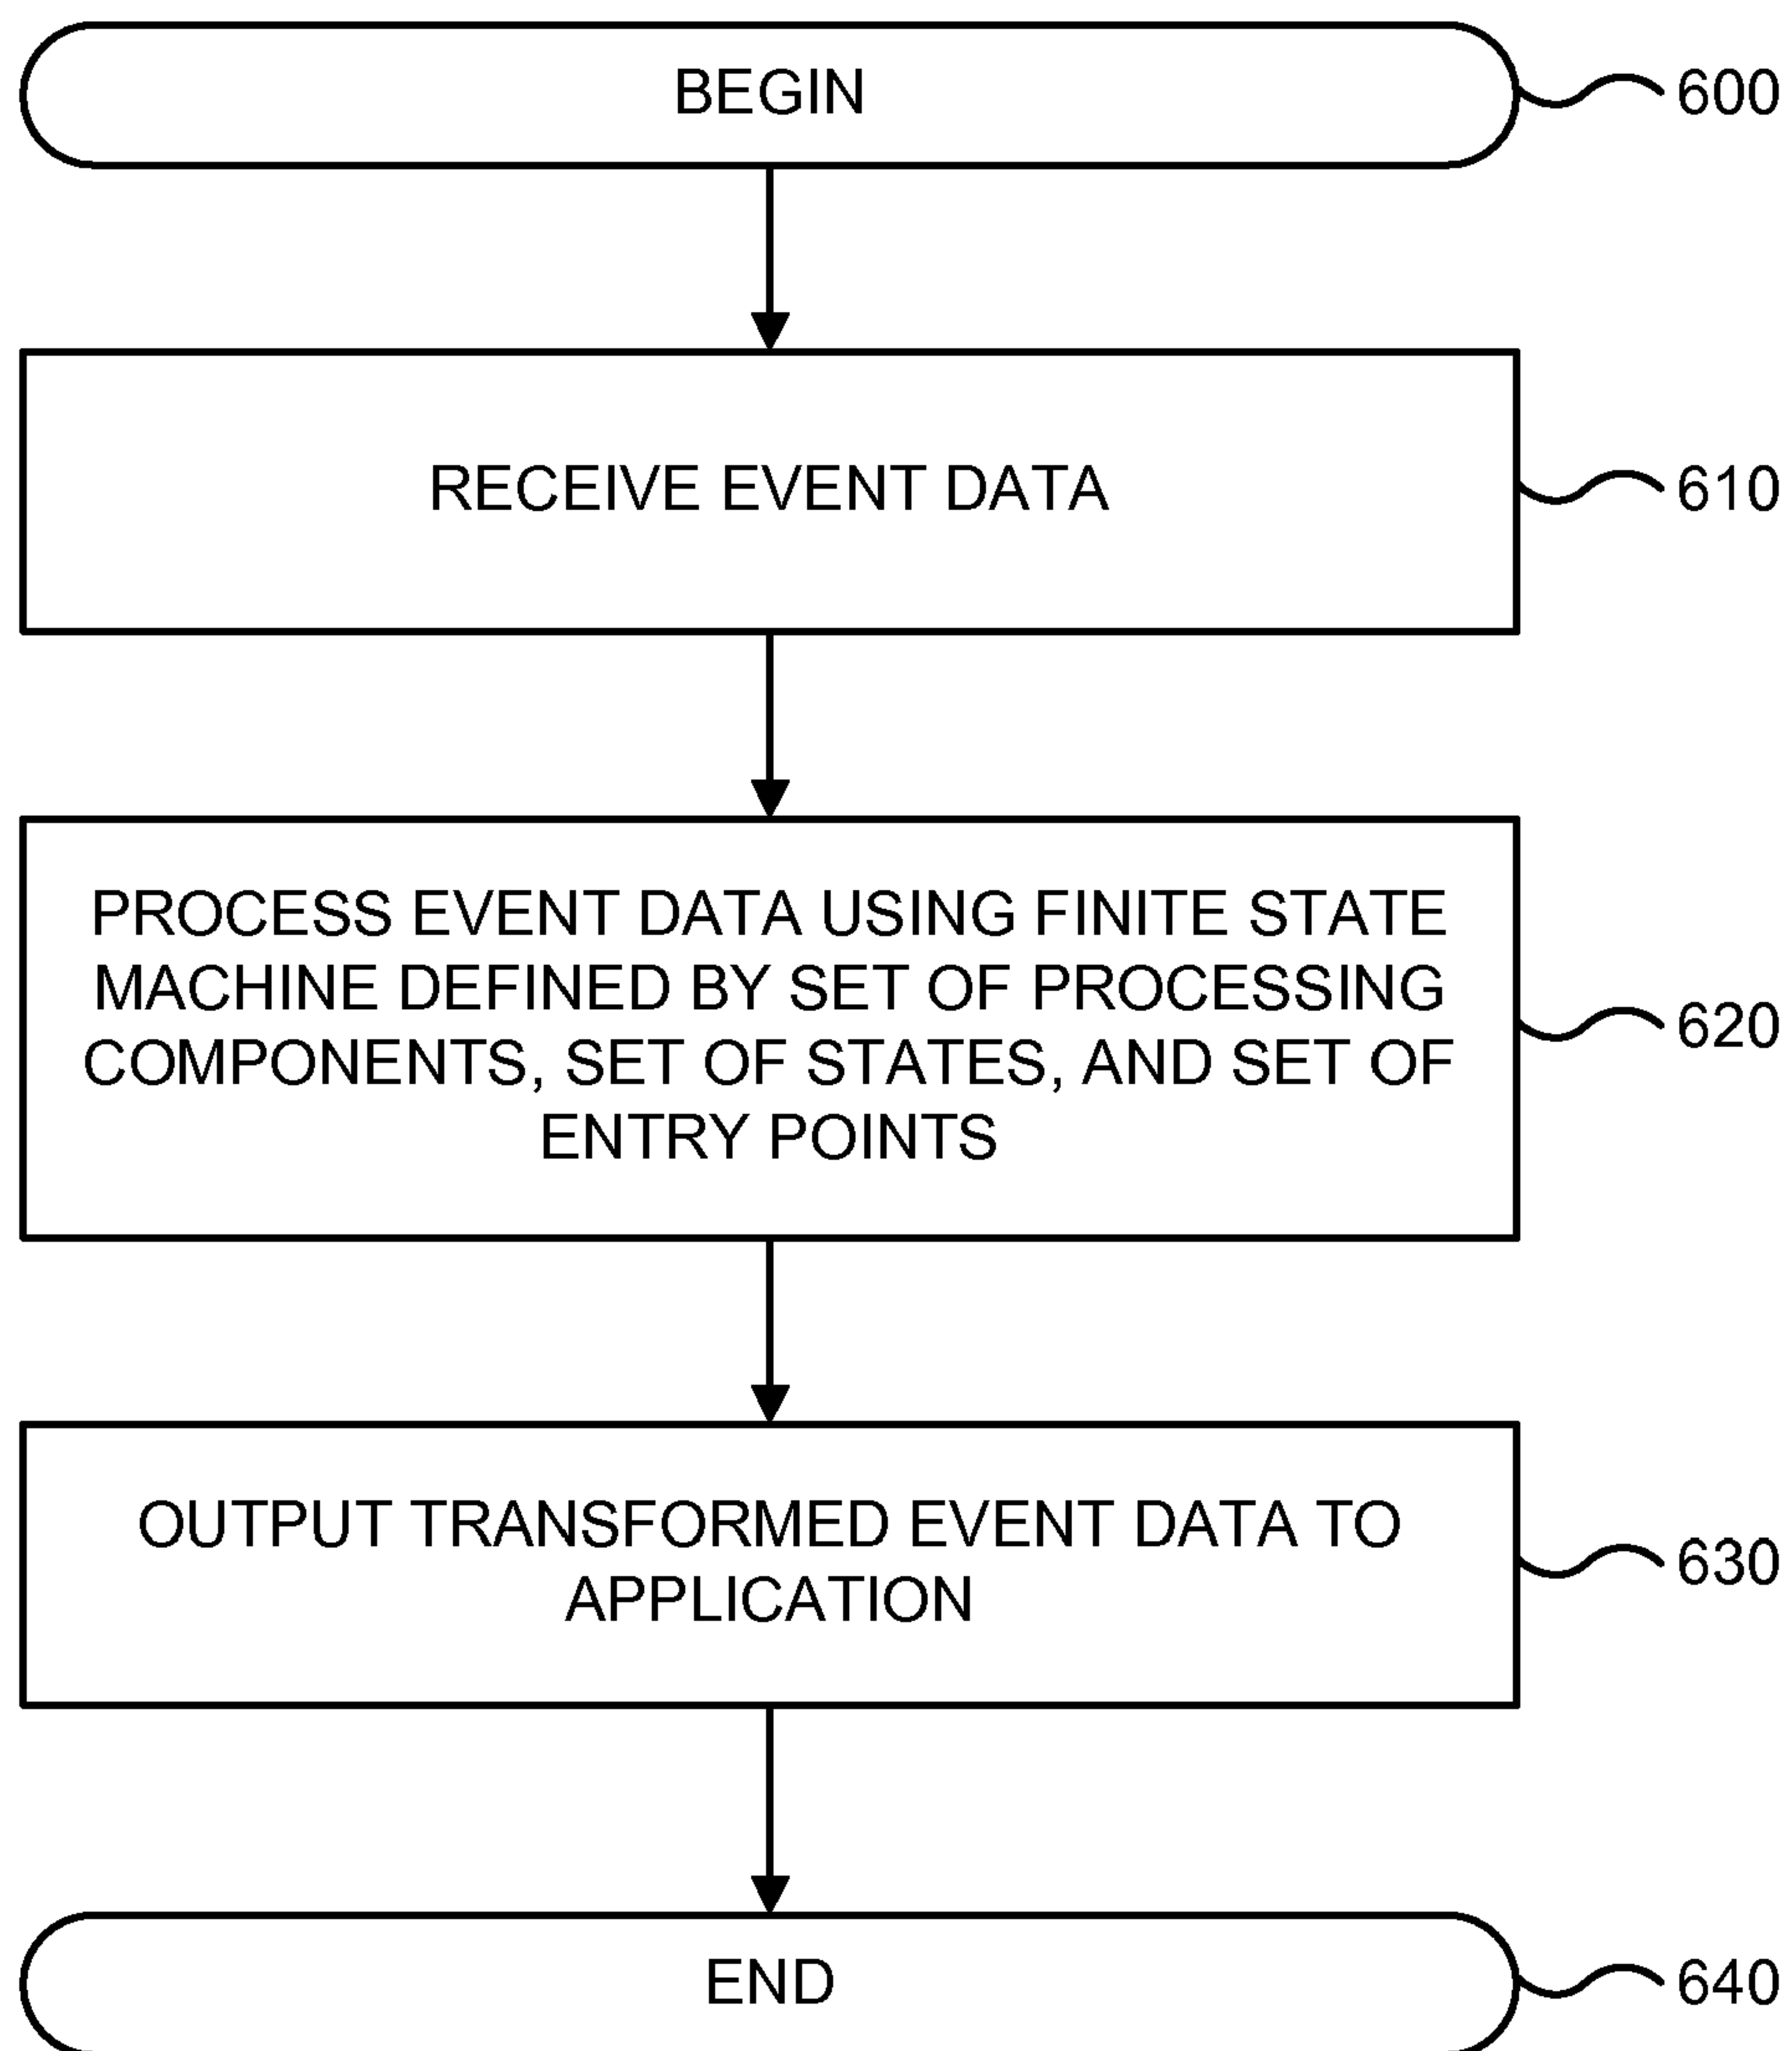 BEGIN
600
RECEIVE EVENT DATA
610
PROCESS EVENT DATA USING FINITE STATE
MACHINE DEFINED BY SET OF PROCESSING
COMPONENTS, SET OF STATES, AND SET OF
ENTRY POINTS
620
OUTPUT TRANSFORMED EVENT DATA TO
APPLICATION
630
END
640